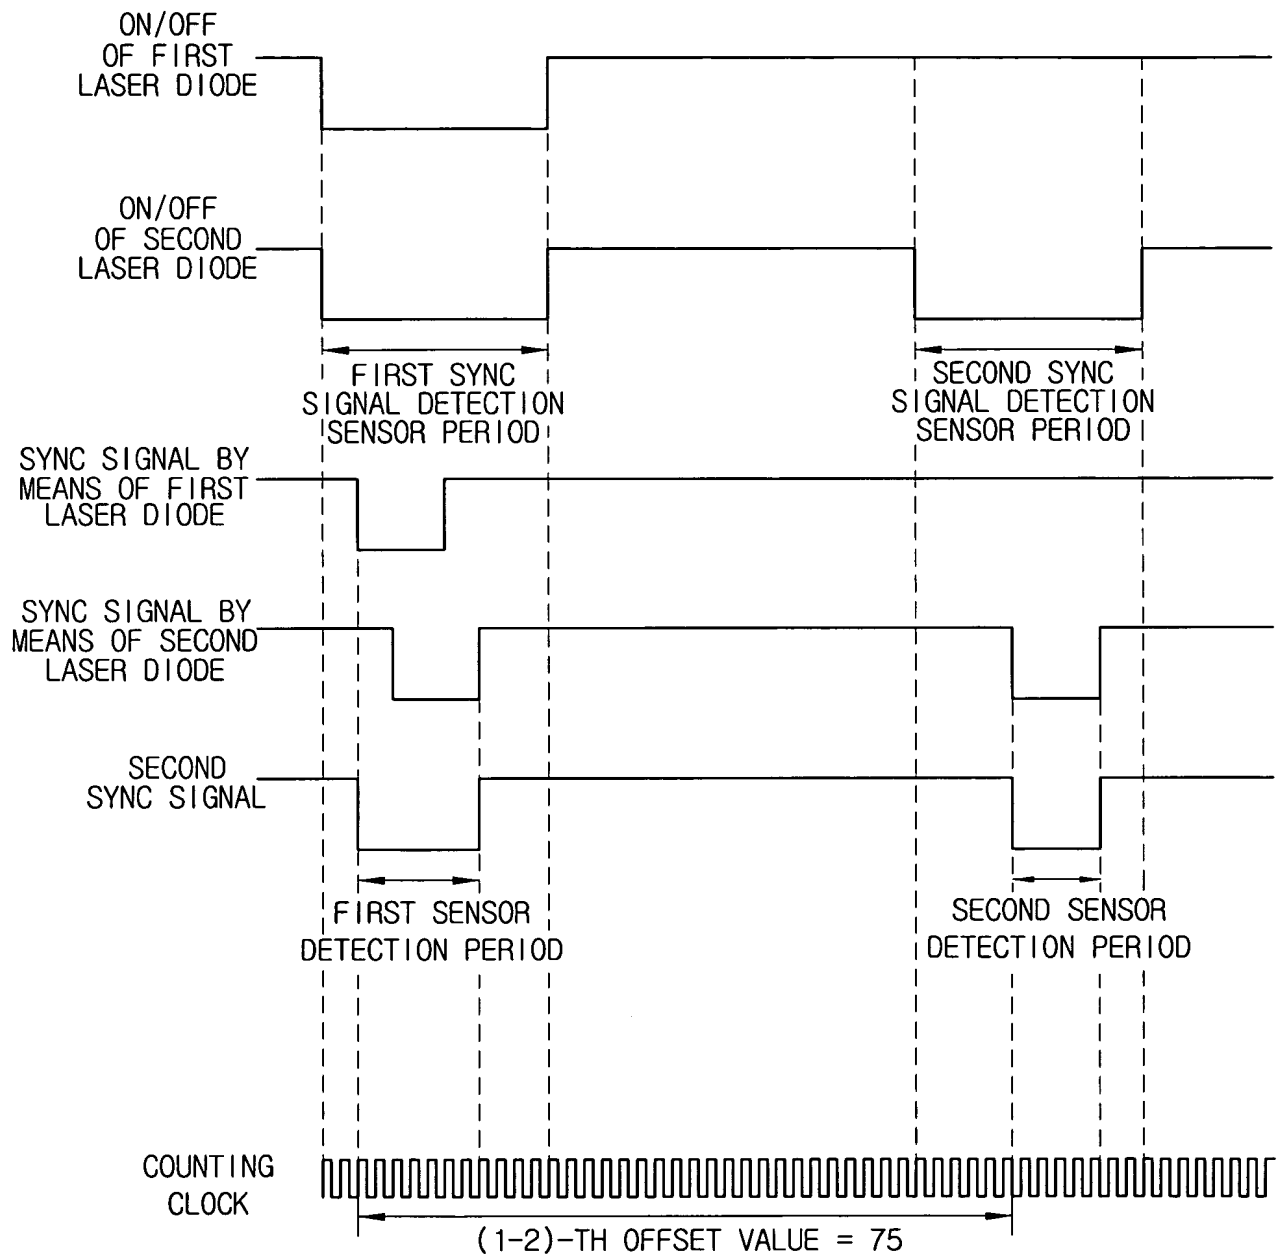 ON/OFF
OF FIRST
LASER DIODE
ON/OFF
OF SECOND
LASER DIODE
FIRST SYNC
SIGNAL DETECTION
SENSOR PERIOD
SECOND SYNC
SIGNAL DETECTION
SENSOR PERIOD
SYNC SIGNAL BY
MEANS OF FIRST
LASER DIODE
SYNC SIGNAL BY
MEANS OF SECOND
LASER DIODE
SECOND
SYNC SIGNAL
FIRST SENSOR
DETECTION PERIOD
SECOND SENSOR
DETECTION PERIOD
COUNTING
CLOCK
(1-2)-TH OFFSET VALUE = 75